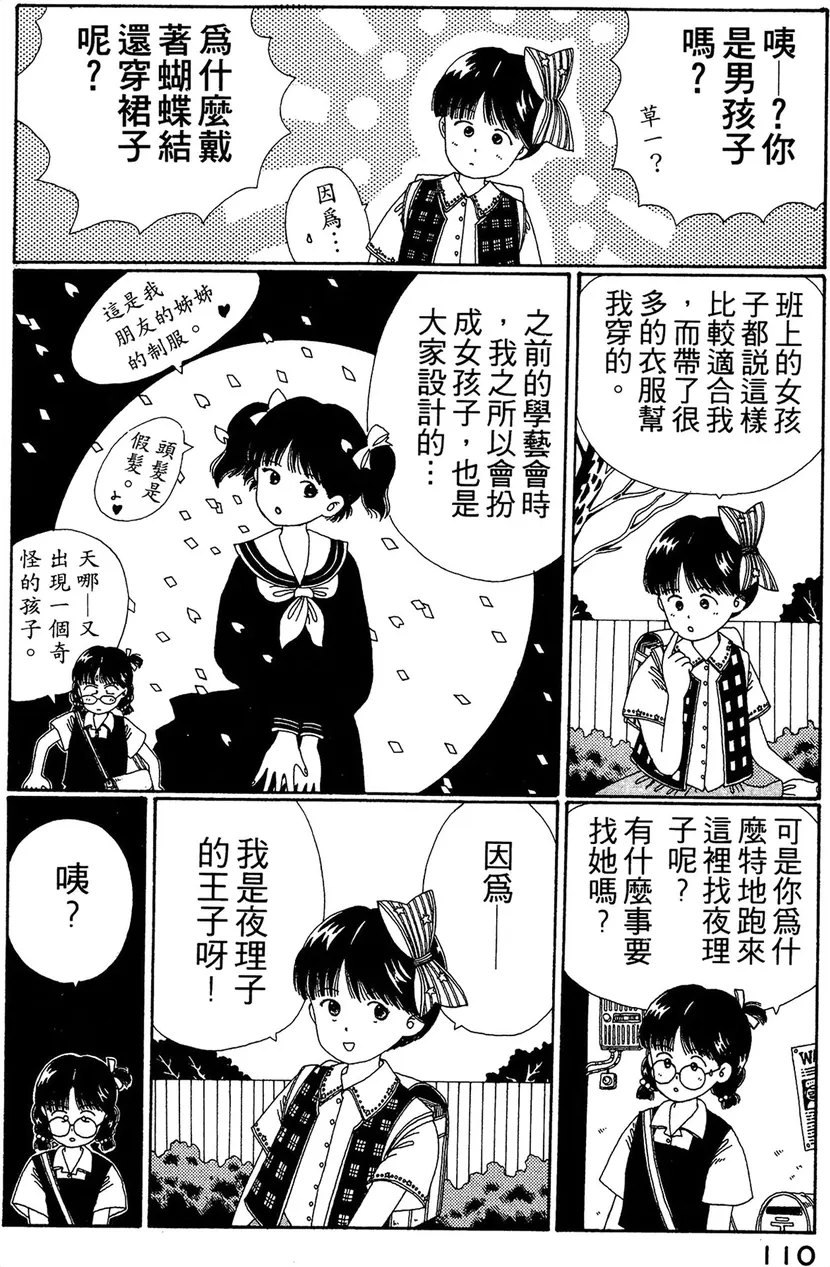 咦—?你
是男孩子
嗎?
草一?
為什麼戴
著蝴蝶結
還穿裙子
呢?
因為…
班上的女孩
子都說這樣
比較適合我
,而帶了很
多的衣服幫
我穿的。
之前的學藝會時
,我之所以會扮
成女孩子,也是
大家設計的…
這是我
朋友的姊姊
的制服。
頭髮是
假髮。
天哪—又
出現一個奇
怪的孩子。
可是你為什
麼特地跑來
這裡找夜理
子呢?
有什麼事要
找她嗎?
因為—
我是夜理子
的王子呀!
咦?
110